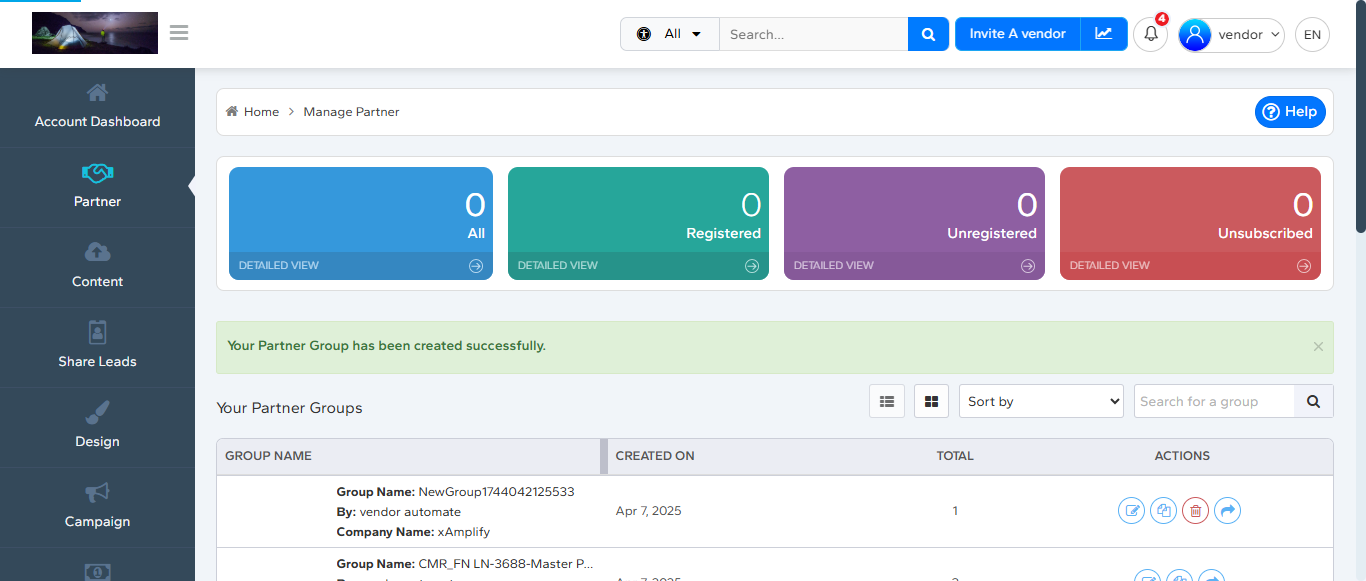 All
Search...
Invite A vendor
4
vendor
EN
Account Dashboard
Partner
Content
Share Leads
Design
Campaign
Home > Manage Partner
Help
0
All
DETAILED VIEW
0
Registered
DETAILED VIEW
0
Unregistered
DETAILED VIEW
0
Unsubscribed
DETAILED VIEW
Your Partner Group has been created successfully.
×
Your Partner Groups
Sort by
Search for a group
GROUP NAME
CREATED ON
TOTAL
ACTIONS
Group Name: NewGroup1744042125533
By: vendor automate
Company Name: xAmplify
Apr 7, 2025
1
Group Name: CMR_FN LN-3688-Master P...